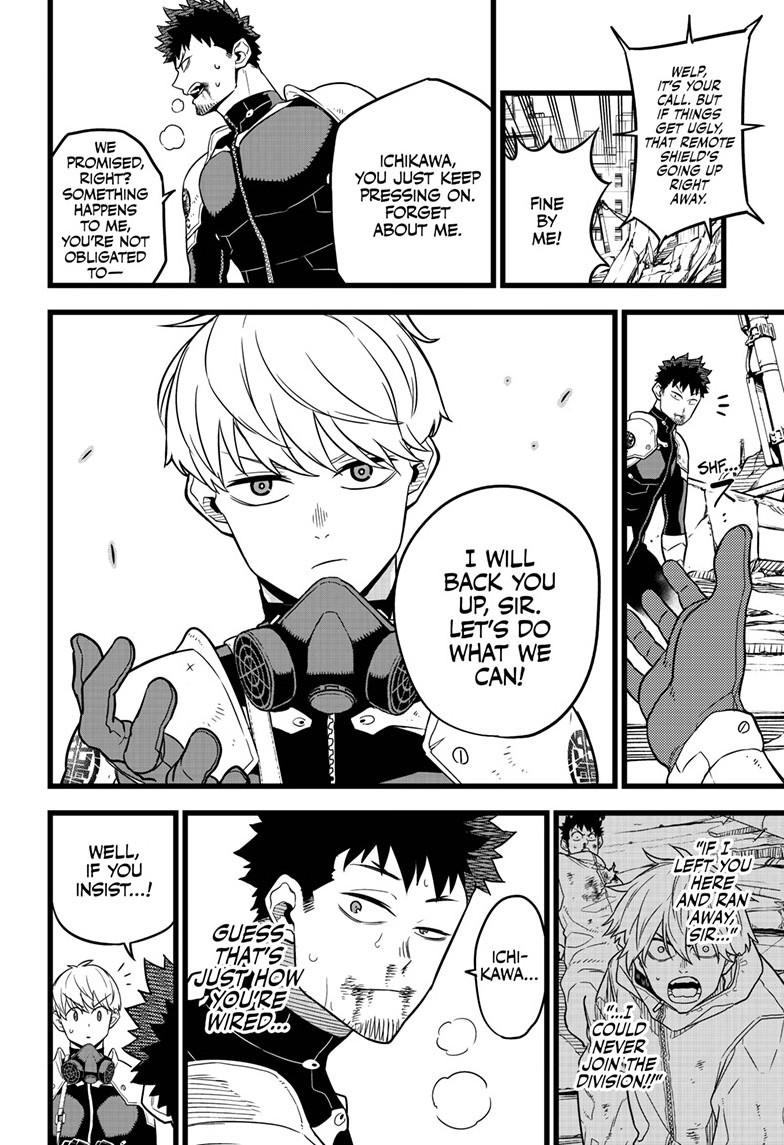 WELP,
IT'S YOUR
CALL. BUT
IF THINGS
GET UGLY,
THAT REMOTE
SHIELD'S
GOING UP
RIGHT
AWAY.
FINE
BY
ME!
ICHIKAWA,
YOU JUST KEEP
PRESSING ON.
FORGET
ABOUT ME.
WE
PROMISED,
RIGHT?
SOMETHING
HAPPENS
TO ME,
YOU'RE NOT
OBLIGATED
TO—
SHF...
I WILL
BACK YOU
UP, SIR.
LET'S DO
WHAT WE
CAN!
"IF I
LEFT YOU
HERE
AND RAN
AWAY,
SIR..."
"...I
COULD
NEVER
JOIN THE
DIVISION!!"
ICHI-
KAWA...
GUESS
THAT'S
JUST HOW
YOU'RE
WIRED...
WELL,
IF YOU
INSIST...!